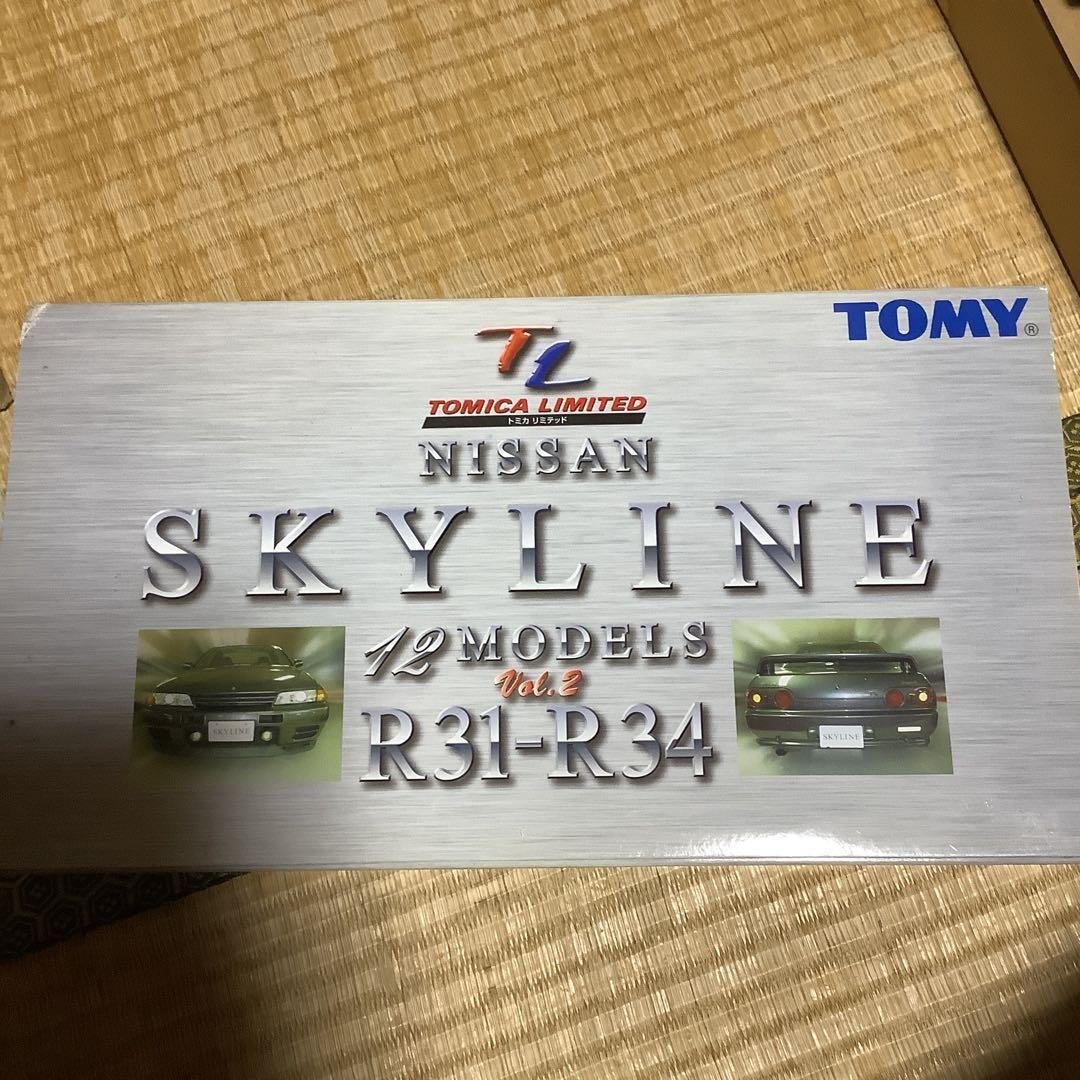 TOMY®
TL
TOMICA LIMITED
トミカ リミテッド
NISSAN
SKYLINE
12 MODELS
Vol.2
R31-R34
SKYLINE
SKYLINE